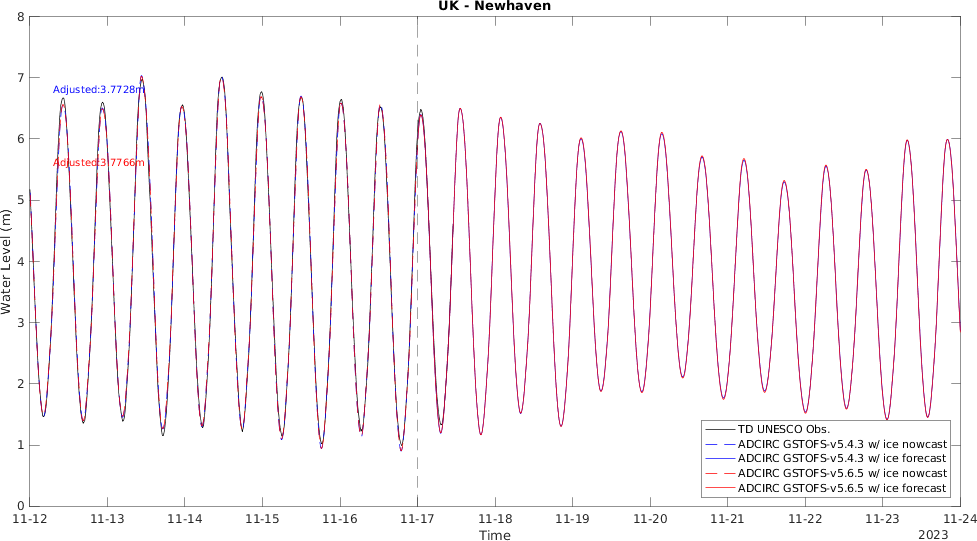 UK - Newhaven
8
7
6
5
4
3
2
1
0
Water Level (m)
Adjusted:3.7728m
Adjusted:3.7766m
TD UNESCO Obs.
ADCIRC GSTOFS-v5.4.3 w/ ice nowcast
ADCIRC GSTOFS-v5.4.3 w/ ice forecast
ADCIRC GSTOFS-v5.6.5 w/ ice nowcast
ADCIRC GSTOFS-v5.6.5 w/ ice forecast
11-12 11-13 11-14 11-15 11-16 11-17 11-18 11-19 11-20 11-21 11-22 11-23 11-24
Time
2023